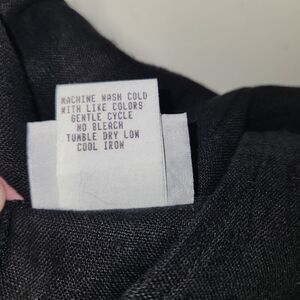 MACHINE WASH COLD
WITH LIKE COLORS
GENTLE CYCLE
NO BLEACH
TUMBLE DRY LOW
COOL IRON